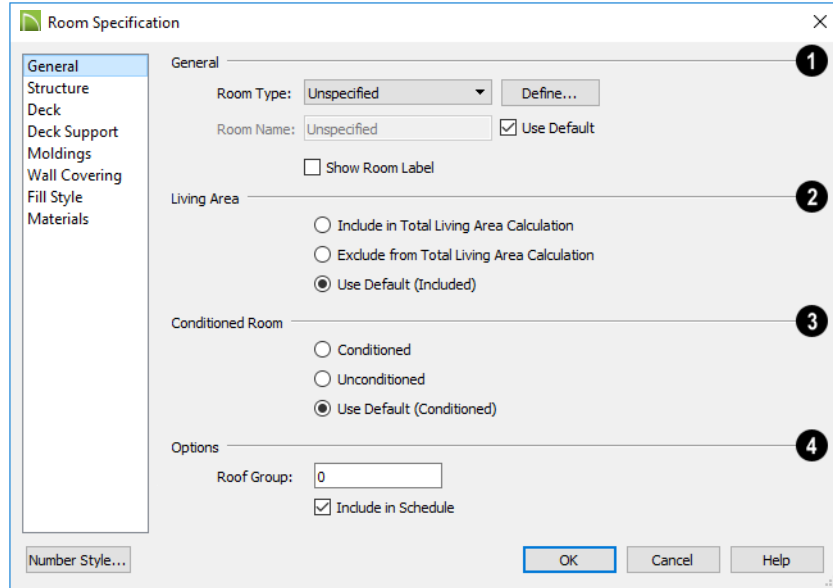 Room Specification
General
Structure
Deck
Deck Support
Moldings
Wall Covering
Fill Style
Materials
General
1
Room Type: Unspecified Define...
Room Name: Unspecified Use Default
Show Room Label
Living Area
2
Include in Total Living Area Calculation
Exclude from Total Living Area Calculation
Use Default (Included)
Conditioned Room
3
Conditioned
Unconditioned
Use Default (Conditioned)
Options
4
Roof Group: 0
Include in Schedule
Number Style... OK Cancel Help